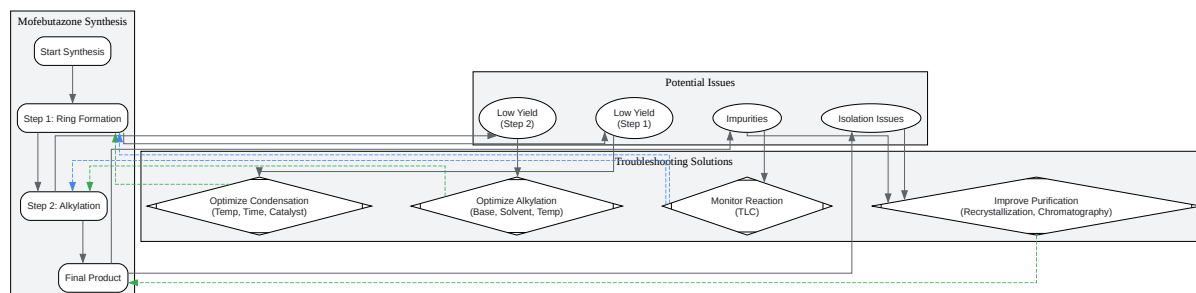 Mofebutazone Synthesis
Start Synthesis
Step 1: Ring Formation
Step 2: Alkylation
Final Product
Potential Issues
Low Yield
(Step 2)
Low Yield
(Step 1)
Impurities
Isolation Issues
Troubleshooting Solutions
Optimize Condensation
(Temp, Time, Catalyst)
Optimize Alkylation
(Base, Solvent, Temp)
Monitor Reaction
(TLC)
Improve Purification
(Recrystallization, Chromatography)